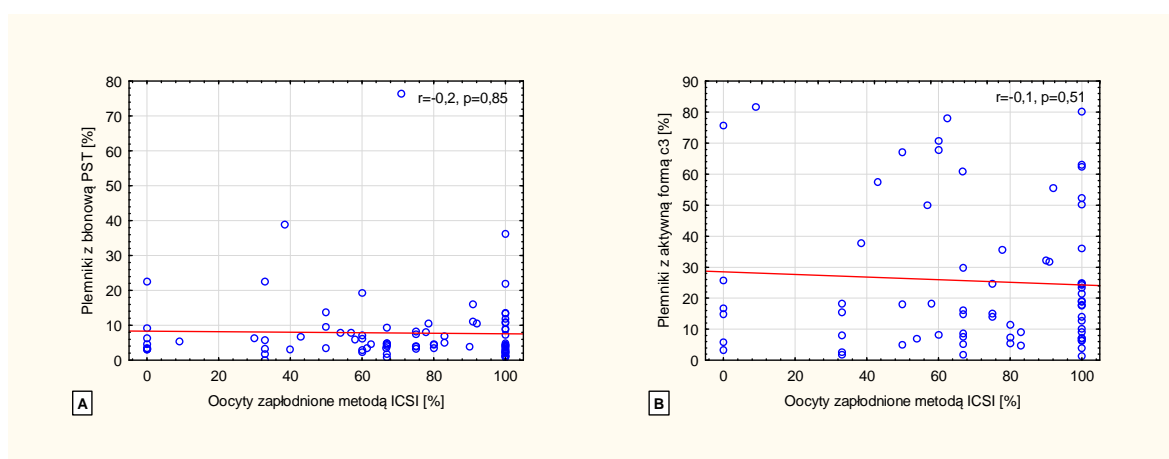 r=-0,2, p=0,85
Plemniki z błonową PST [%]
80
70
60
50
40
30
20
10
0
0 20 40 60 80 100
Oocyty zapłodnione metodą ICSI [%]
A
r=-0,1, p=0,51
Plemniki z aktywną formą c3 [%]
90
80
70
60
50
40
30
20
10
0
0 20 40 60 80 100
Oocyty zapłodnione metodą ICSI [%]
B